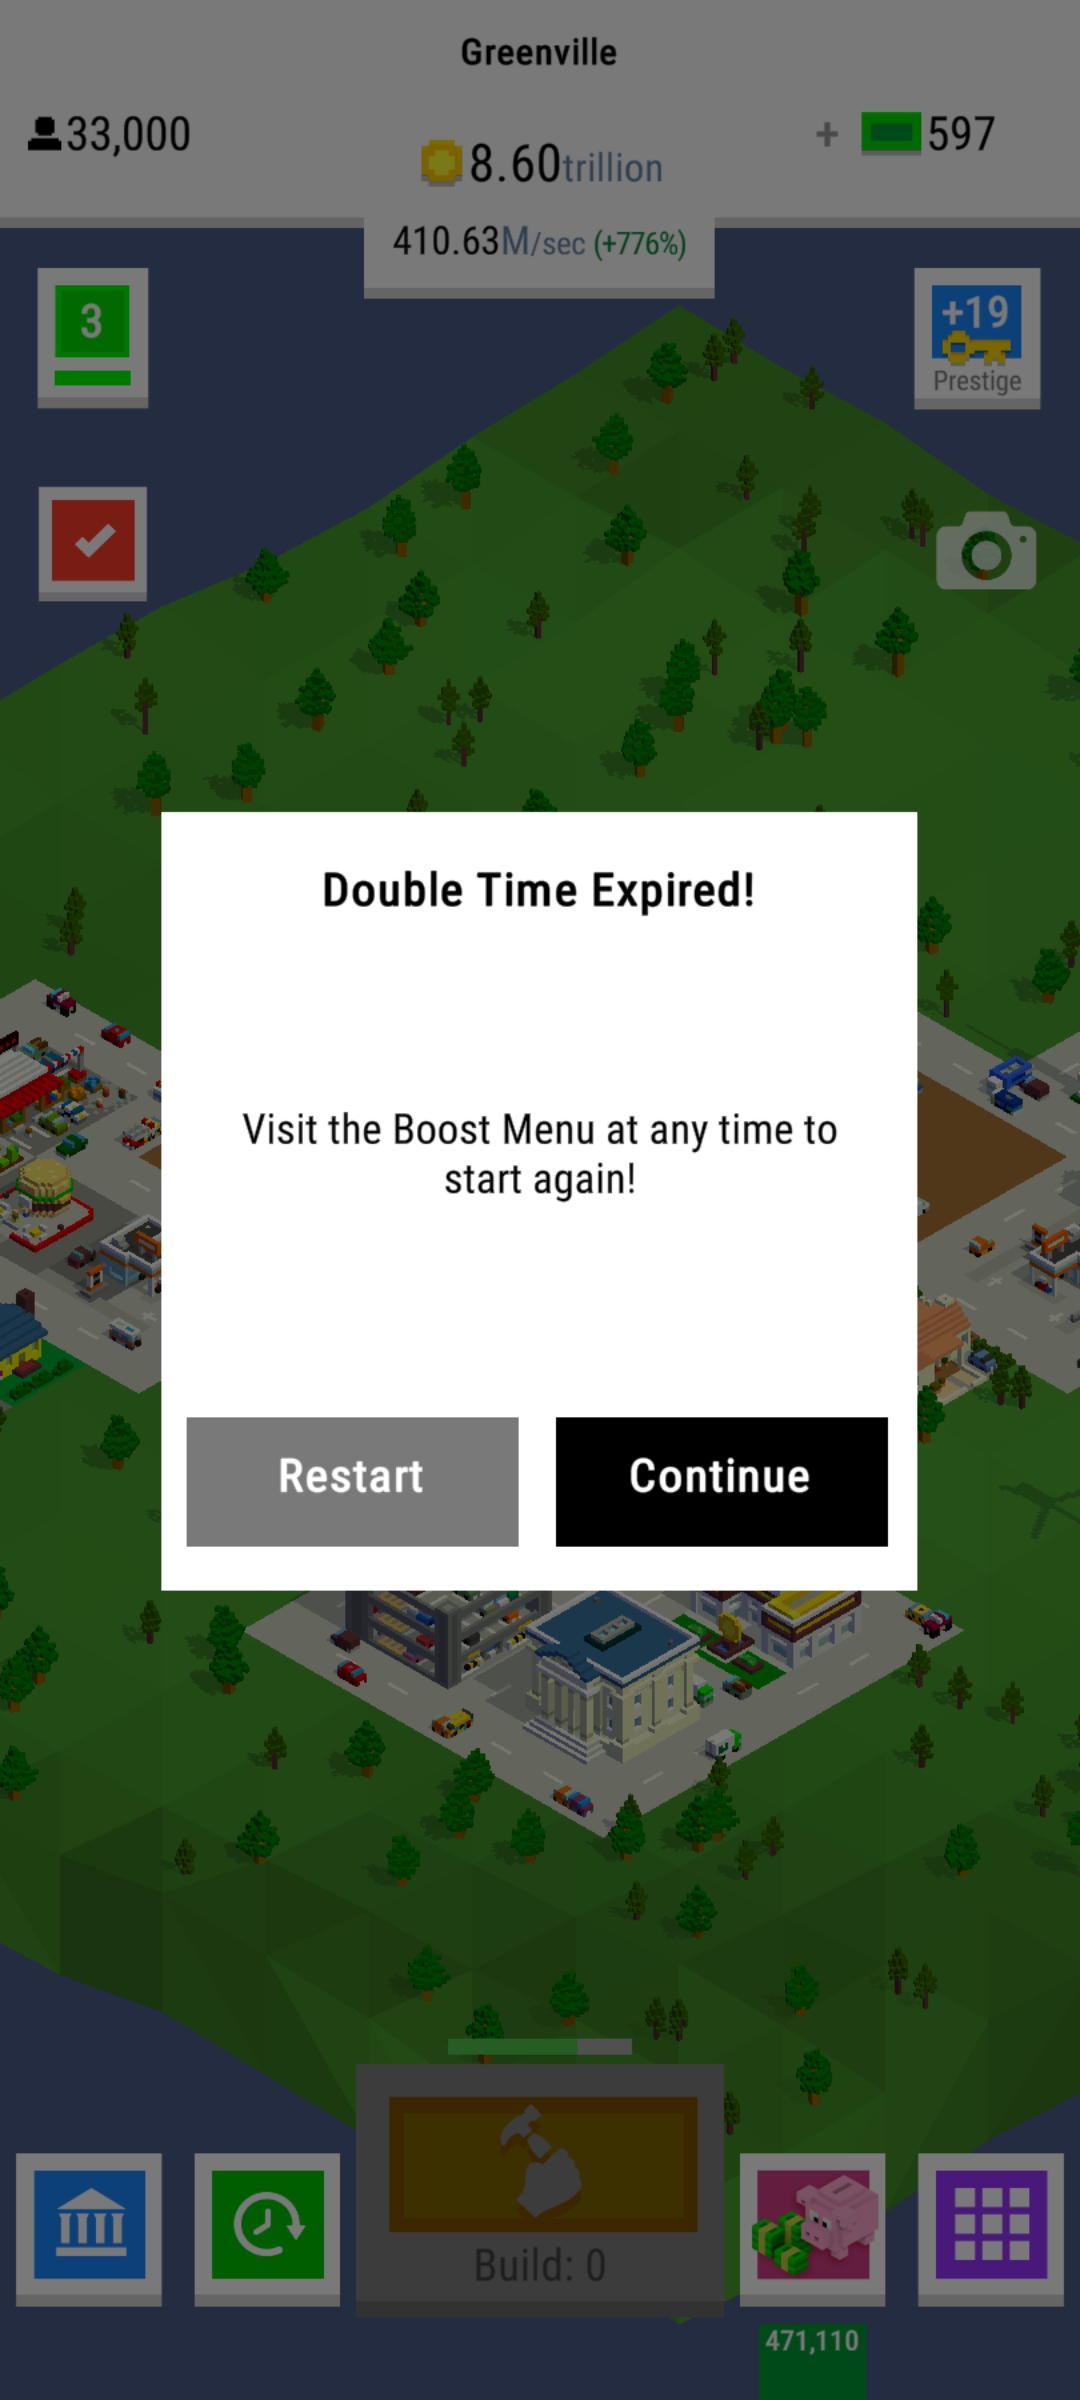 Greenville
33,000
8.60trillion
+ 597
410.63M/sec (+776%)
3
+19
Prestige
Double Time Expired!
Visit the Boost Menu at any time to
start again!
Restart
Continue
Build: 0
471,110